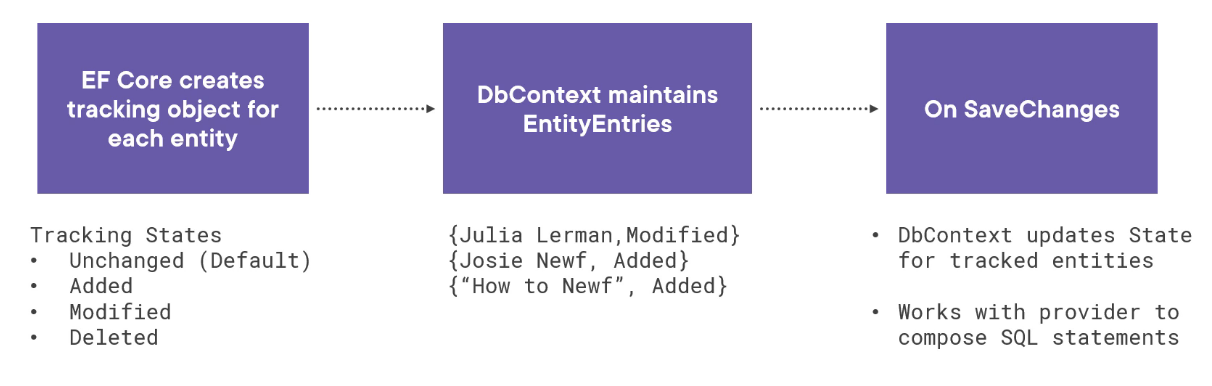 EF Core creates
tracking object for
each entity
DbContext maintains
EntityEntries
On SaveChanges
Tracking States
• Unchanged (Default)
• Added
• Modified
• Deleted
{Julia Lerman,Modified}
{Josie Newf, Added}
{“How to Newf”, Added}
• DbContext updates State
for tracked entities
• Works with provider to
compose SQL statements